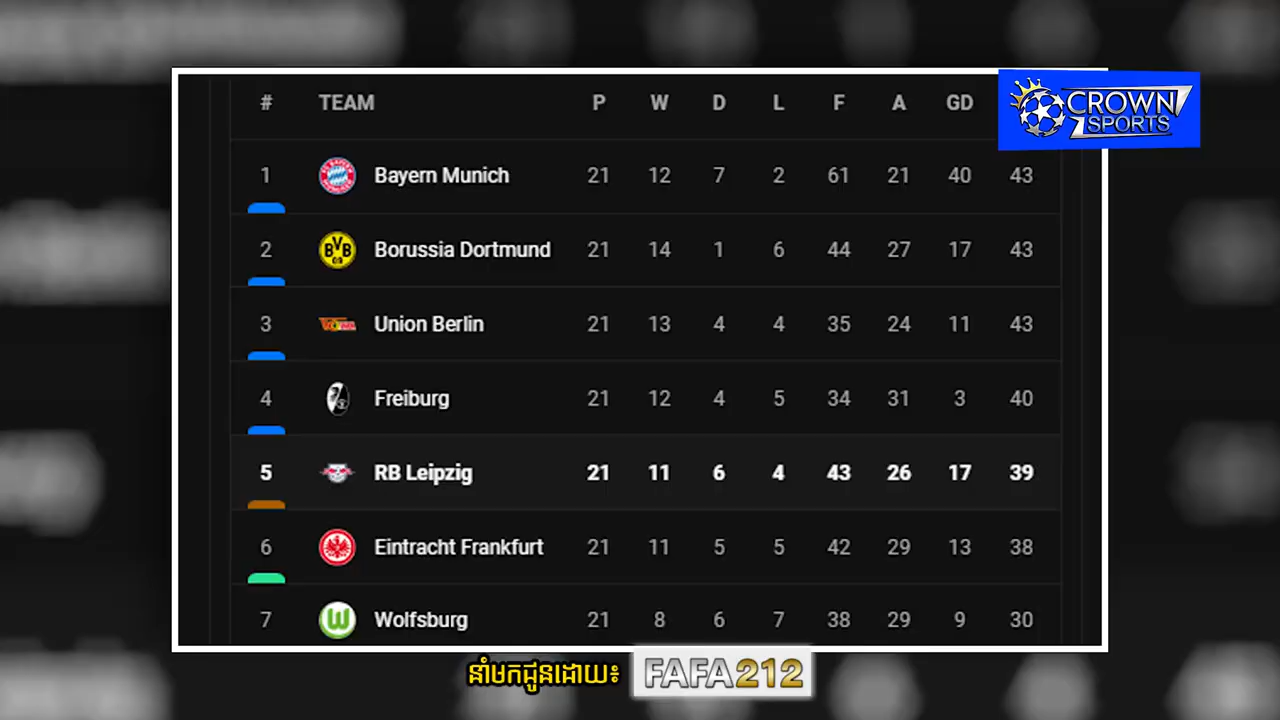 # TEAM P W D L F A GD
CROWN
SPORTS
1 Bayern Munich 21 12 7 2 61 21 40 43
2 Borussia Dortmund 21 14 1 6 44 27 17 43
3 Union Berlin 21 13 4 4 35 24 11 43
4 Freiburg 21 12 4 5 34 31 3 40
5 RB Leipzig 21 11 6 4 43 26 17 39
6 Eintracht Frankfurt 21 11 5 5 42 29 13 38
7 Wolfsburg 21 8 6 7 38 29 9 30
នាំមកជូនដោយ៖ FAFA212